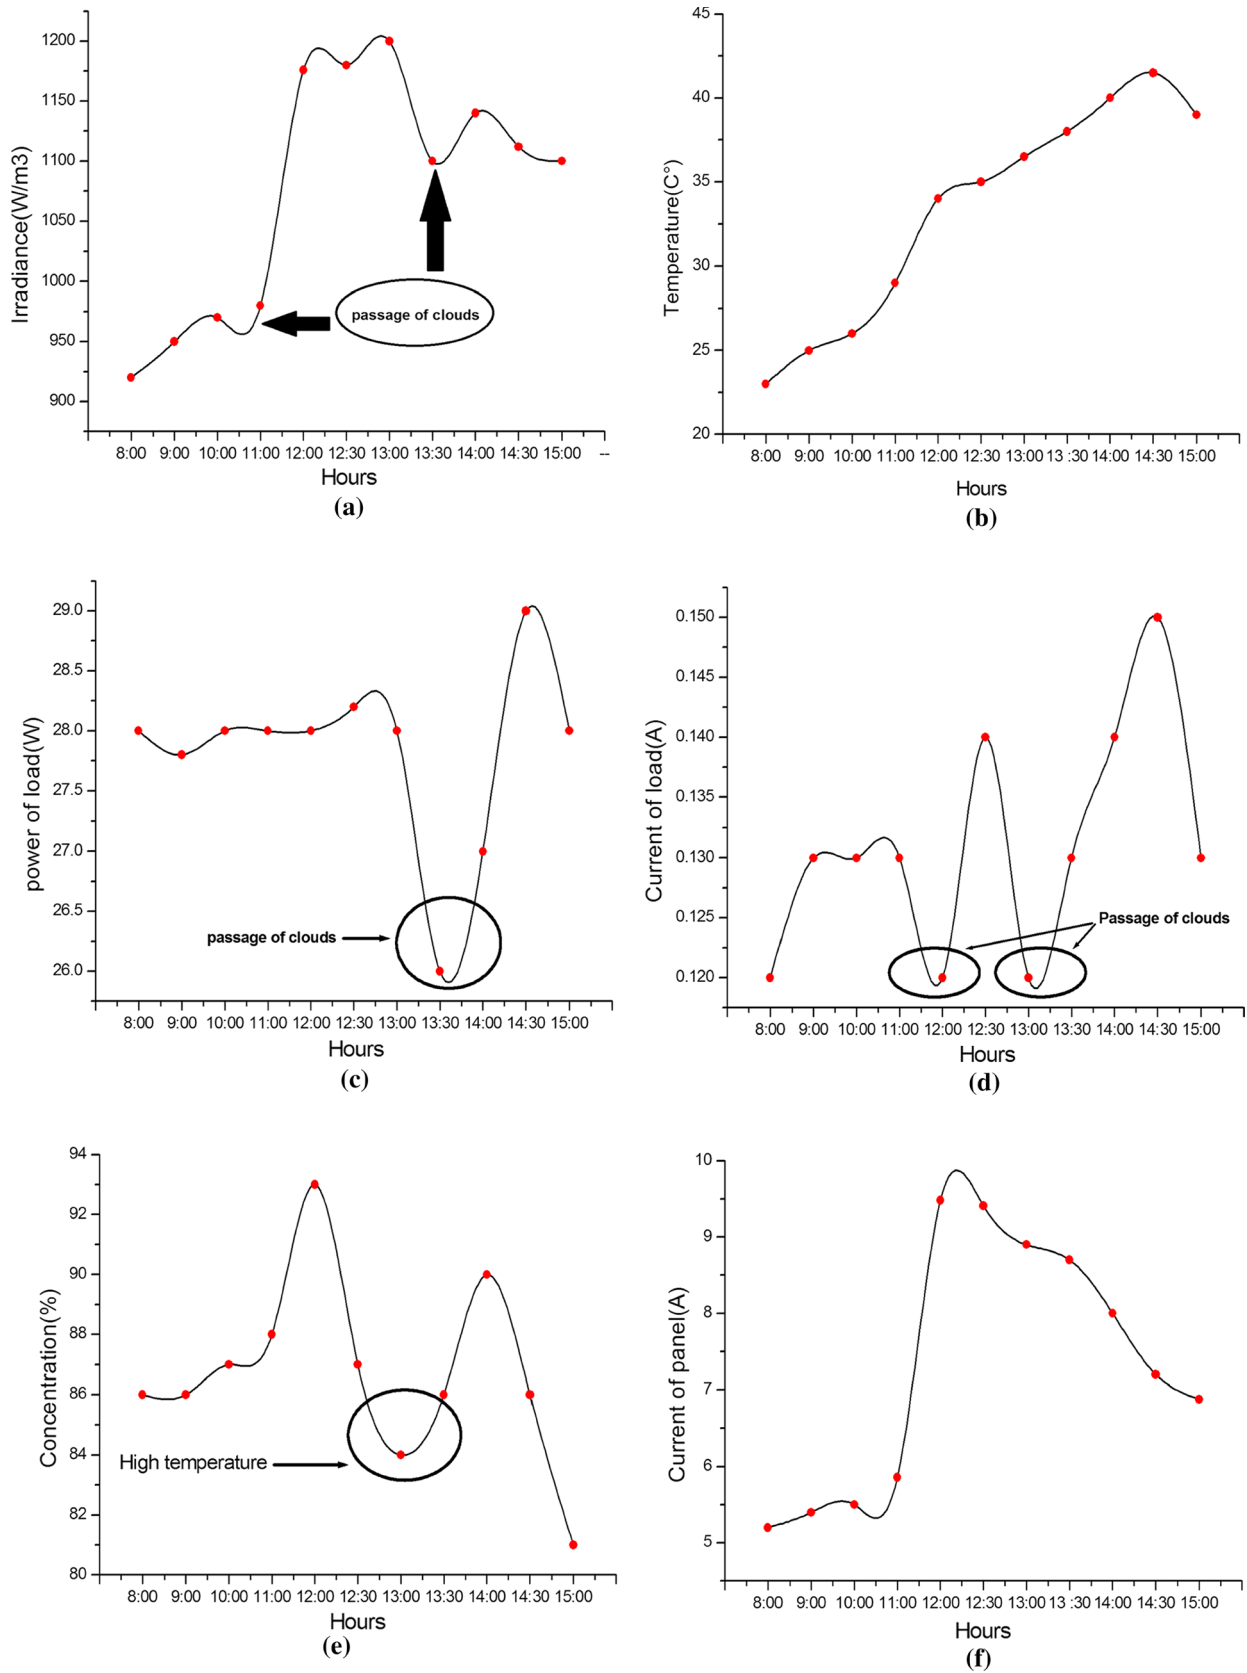 1200
1150
1100
1050
1000
950
900
Irradiance(W/m3)
passage of clouds
8:00 9:00 10:00 11:00 12:00 12:30 13:00 13:30 14:00 14:30 15:00 --
Hours
(a)
45
40
35
30
25
20
Temperature(C°)
8:00 9:00 10:00 11:00 12:00 12:30 13:00 13 :30 14:00 14:30 15:00
Hours
(b)
29.0
28.5
28.0
27.5
27.0
26.5
26.0
power of load(W)
passage of clouds
8:00 9:00 10:00 11:00 12:00 12:30 13:00 13:30 14:00 14:30 15:00
Hours
(c)
0.150
0.145
0.140
0.135
0.130
0.125
0.120
Current of load(A)
Passage of clouds
8:00 9:00 10:00 11:00 12:00 12:30 13:00 13:30 14:00 14:30 15:00
Hours
(d)
94
92
90
88
86
84
82
80
Concentration(%)
High temperature
8:00 9:00 10:00 11:00 12:00 12:30 13:00 13:30 14:00 14:30 15:00
Hours
(e)
10
9
8
7
6
5
Current of panel(A)
8:00 9:00 10:00 11:00 12:00 12:30 13:00 13 :30 14:00 14:30 15:00
Hours
(f)